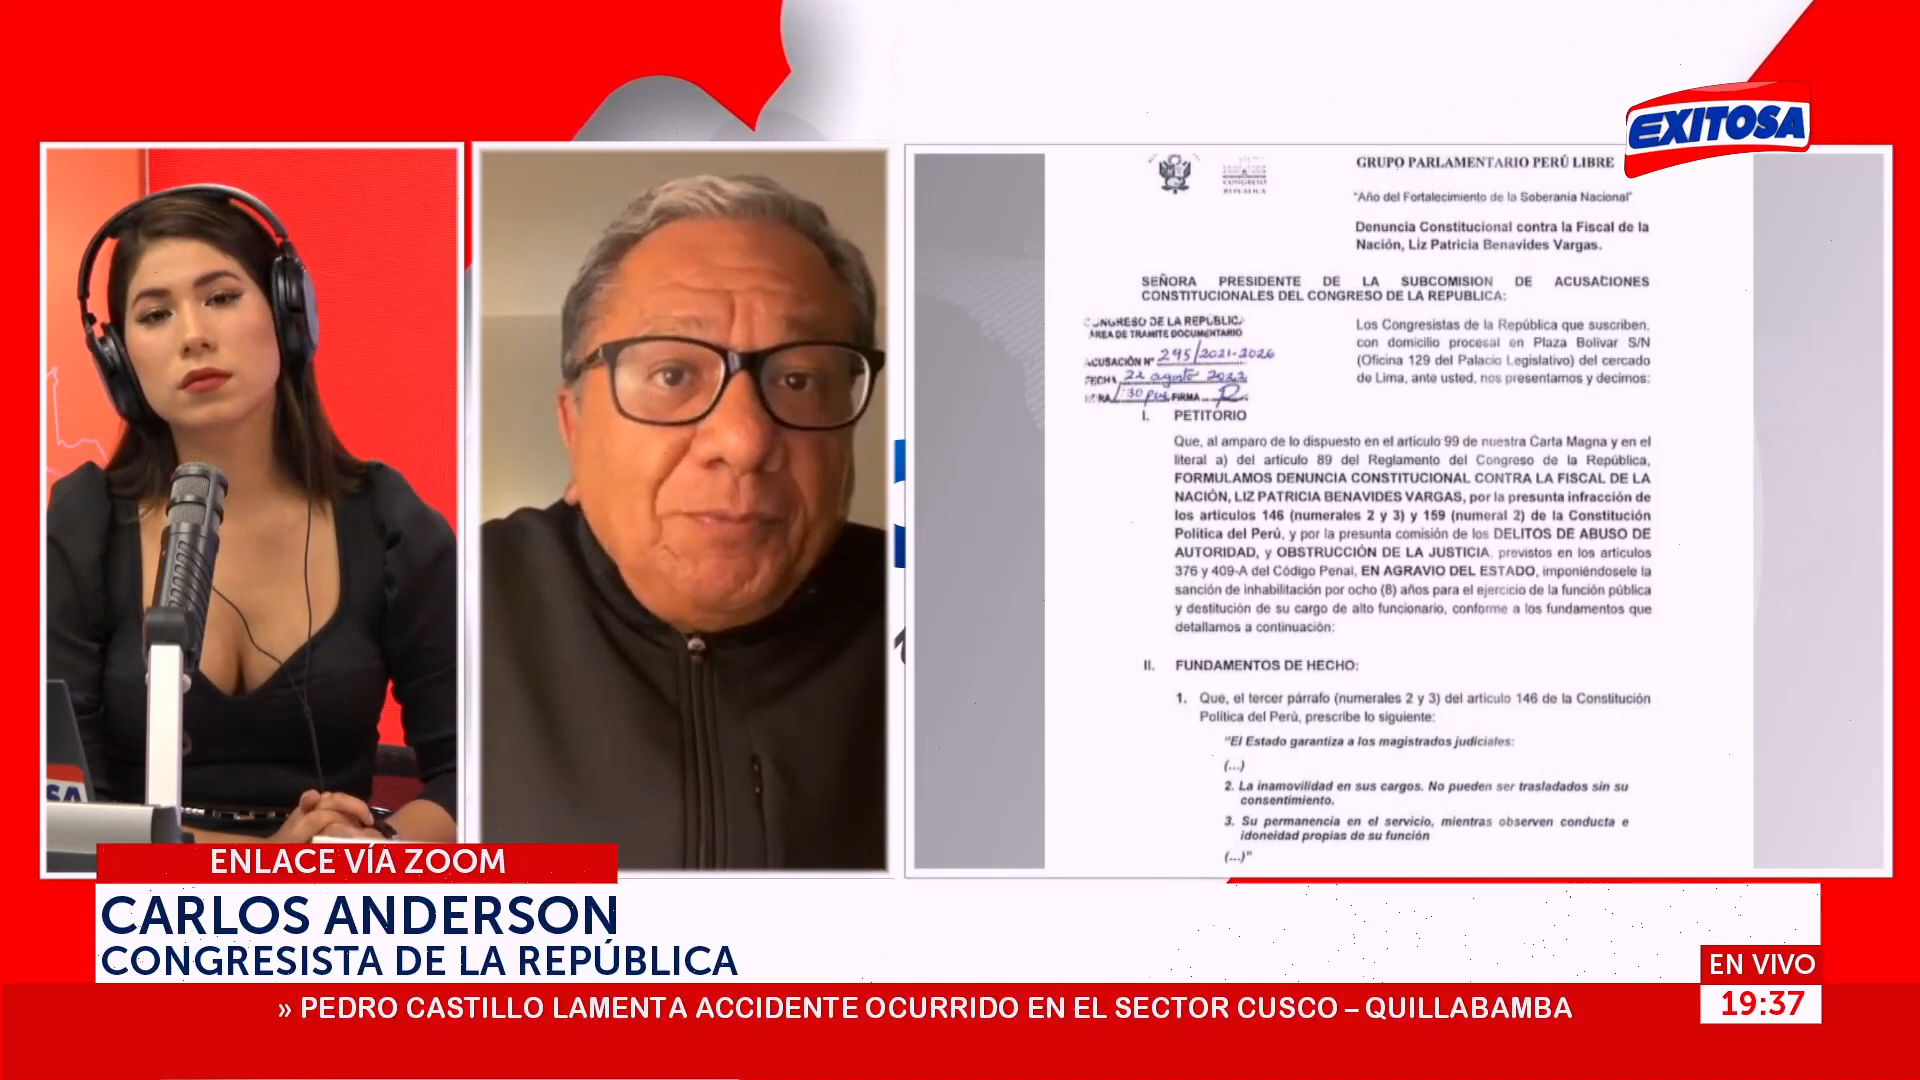 EXITOSA
GRUPO PARLAMENTARIO PERÚ LIBRE
CONGRESO
REPÚBLICA
"Año del Fortalecimiento de la Soberanía Nacional"
Denuncia Constitucional contra la Fiscal de la
Nación, Liz Patricia Benavides Vargas.
SEÑORA PRESIDENTE DE LA SUBCOMISION DE ACUSACIONES
CONSTITUCIONALES DEL CONGRESO DE LA REPUBLICA:
CONGRESO DE LA REPÚBLICA
ÁREA DE TRAMITE DOCUMENTARIO
ACUSACIÓN N° 295/2021-2026
FECHA 22 agosto 2022
HORA 1:30 pm FIRMA
Los Congresistas de la República que suscriben,
con domicilio procesal en Plaza Bolivar S/N
(Oficina 129 del Palacio Legislativo) del cercado
de Lima, ante usted, nos presentamos y decimos:
I. PETITORIO
Que, al amparo de lo dispuesto en el artículo 99 de nuestra Carta Magna y en el
literal a) del artículo 89 del Reglamento del Congreso de la República,
FORMULAMOS DENUNCIA CONSTITUCIONAL CONTRA LA FISCAL DE LA
NACIÓN, LIZ PATRICIA BENAVIDES VARGAS, por la presunta infracción de
los artículos 146 (numerales 2 y 3) y 159 (numeral 2) de la Constitución
Política del Perú, y por la presunta comisión de los DELITOS DE ABUSO DE
AUTORIDAD, y OBSTRUCCIÓN DE LA JUSTICIA, previstos en los artículos
376 y 409-A del Código Penal, EN AGRAVIO DEL ESTADO, imponiéndosele la
sanción de inhabilitación por ocho (8) años para el ejercicio de la función pública
y destitución de su cargo de alto funcionario, conforme a los fundamentos que
detallamos a continuación:
II. FUNDAMENTOS DE HECHO:
1. Que, el tercer párrafo (numerales 2 y 3) del artículo 146 de la Constitución
Política del Perú, prescribe lo siguiente:
"El Estado garantiza a los magistrados judiciales:
(...)
2. La inamovilidad en sus cargos. No pueden ser trasladados sin su
consentimiento.
3. Su permanencia en el servicio, mientras observen conducta e
idoneidad propias de su función
(...)"
ENLACE VÍA ZOOM
CARLOS ANDERSON
CONGRESISTA DE LA REPÚBLICA
EN VIVO
19:37
» PEDRO CASTILLO LAMENTA ACCIDENTE OCURRIDO EN EL SECTOR CUSCO – QUILLABAMBA